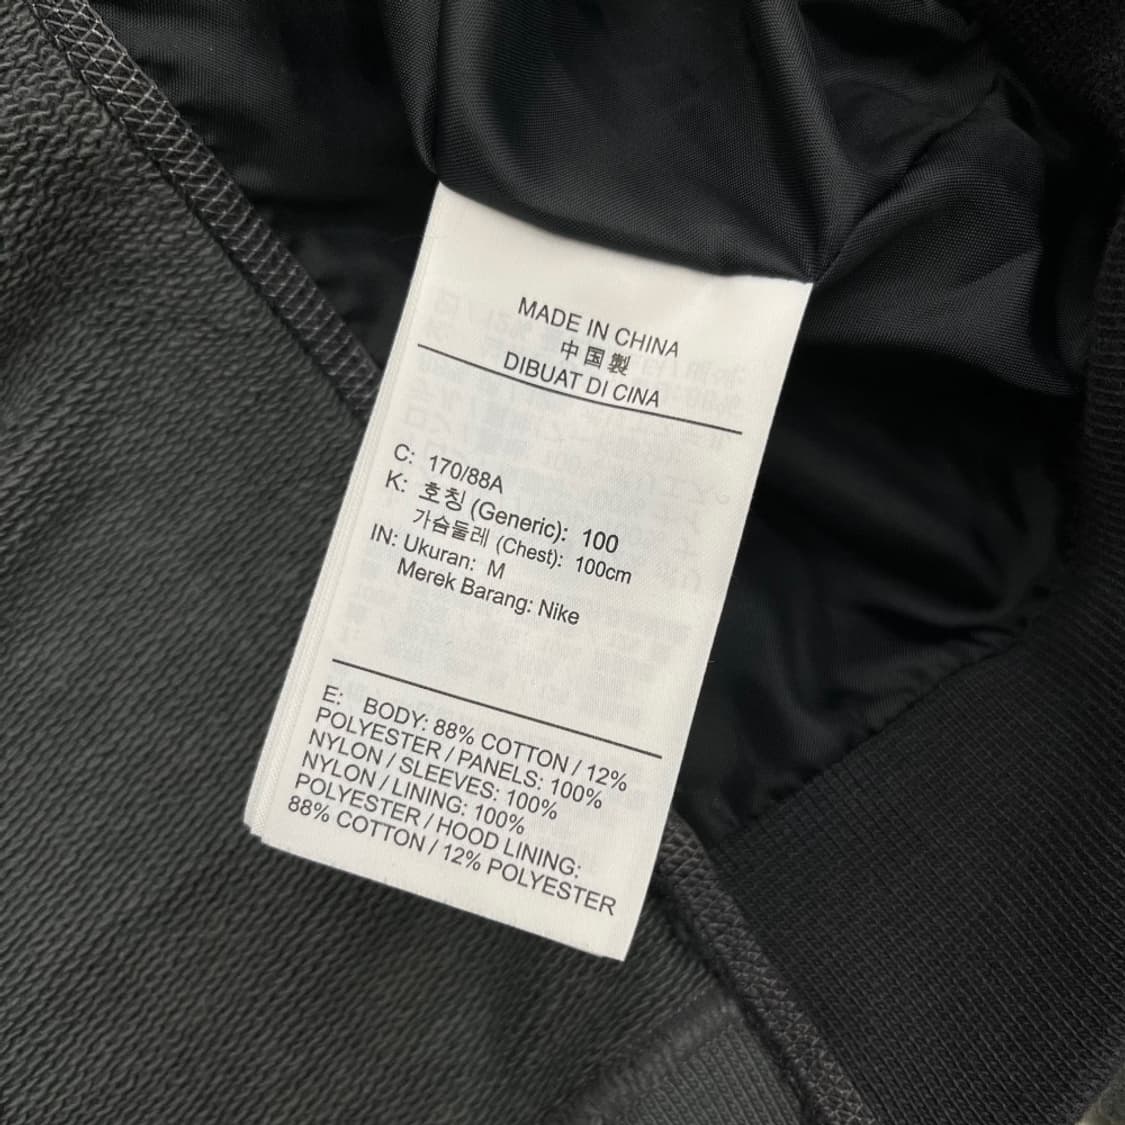 MADE IN CHINA
中国製
DIBUAT DI CINA
C: 170/88A
K: 호칭 (Generic): 100
가슴둘레 (Chest): 100cm
IN: Ukuran: M
Merek Barang: Nike
E: BODY: 88% COTTON / 12%
POLYESTER / PANELS: 100%
NYLON / SLEEVES: 100%
NYLON / LINING: 100%
POLYESTER / HOOD LINING:
88% COTTON / 12% POLYESTER